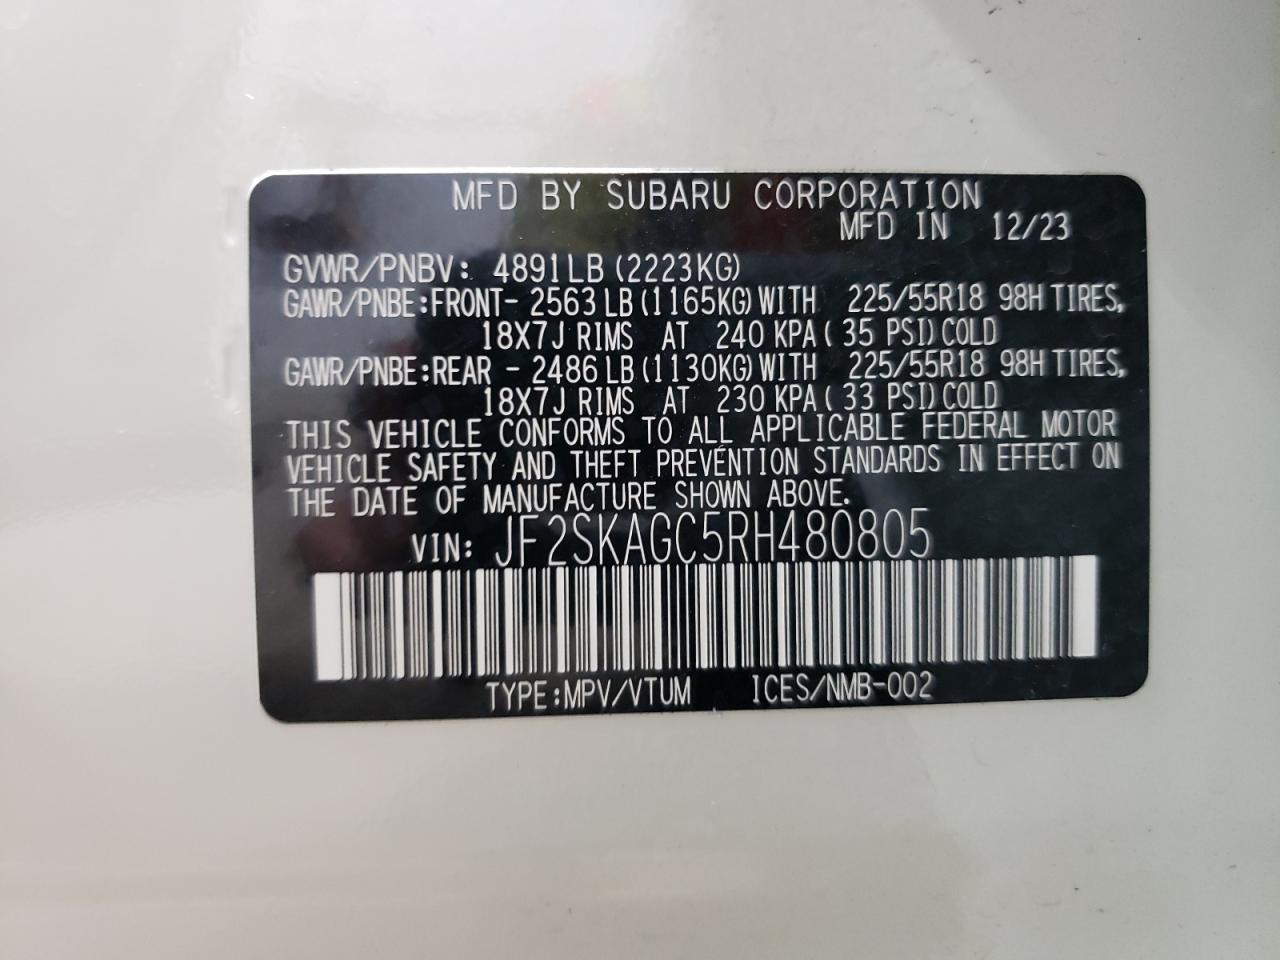 MFD BY SUBARU CORPORATION
MFD IN 12/23
GVWR/PNBV: 4891LB (2223KG)
GAWR/PNBE:FRONT- 2563LB (1165KG)WITH 225/55R18 98H TIRES,
18X7J RIMS AT 240 KPA( 35 PSI)COLD
GAWR/PNBE:REAR - 2486LB (1130KG)WITH 225/55R18 98H TIRES,
18X7J RIMS AT 230 KPA( 33 PSI)COLD
THIS VEHICLE CONFORMS TO ALL APPLICABLE FEDERAL MOTOR
VEHICLE SAFETY AND THEFT PREVENTION STANDARDS IN EFFECT ON
THE DATE OF MANUFACTURE SHOWN ABOVE.
VIN: JF2SKAGC5RH480805
TYPE:MPV/VTUM ICES/NMB-002